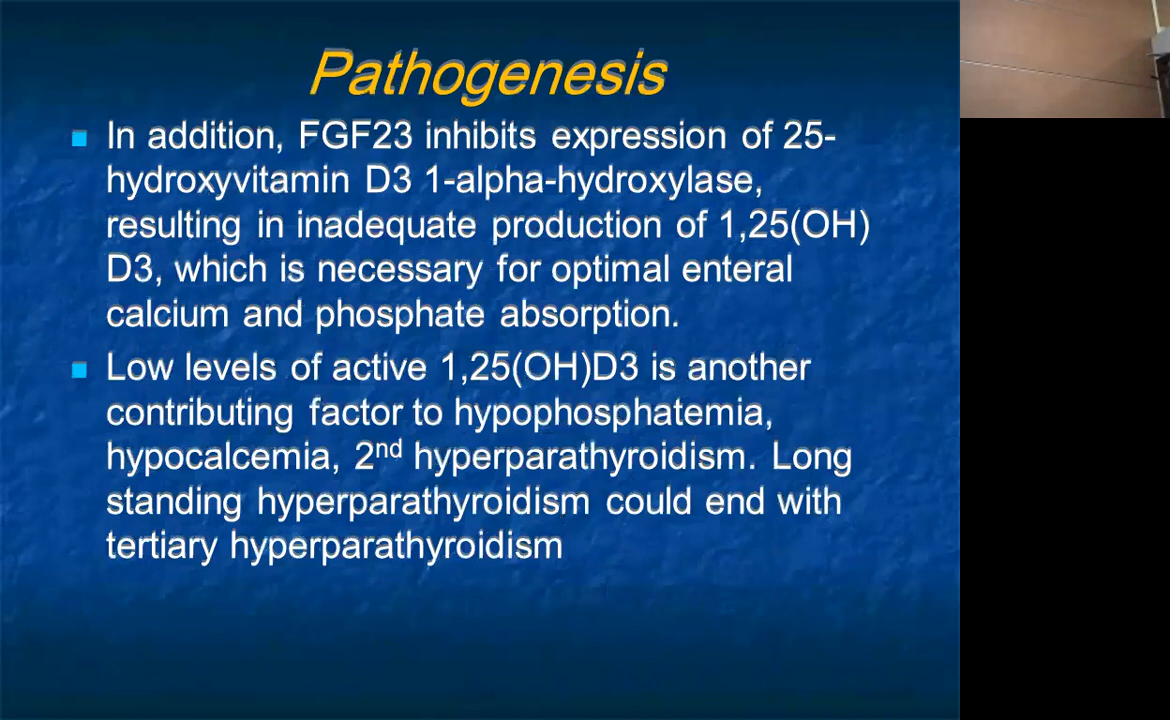 Pathogenesis
In addition, FGF23 inhibits expression of 25-
hydroxyvitamin D3 1-alpha-hydroxylase,
resulting in inadequate production of 1,25(OH)
D3, which is necessary for optimal enteral
calcium and phosphate absorption.
Low levels of active 1,25(OH)D3 is another
contributing factor to hypophosphatemia,
hypocalcemia, 2nd hyperparathyroidism. Long
standing hyperparathyroidism could end with
tertiary hyperparathyroidism